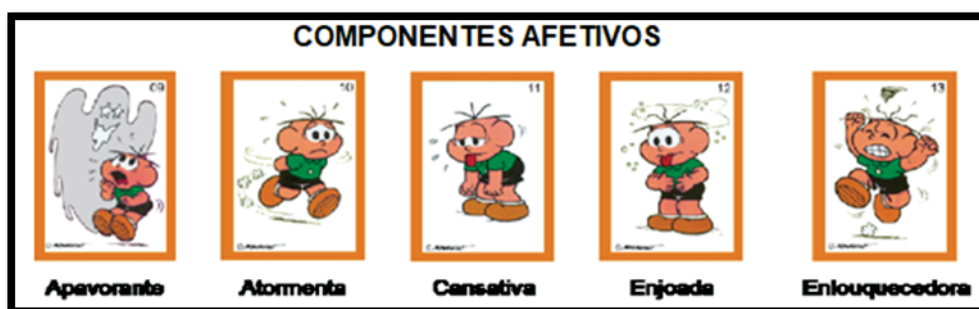 COMPONENTES AFETIVOS
09 10 11 12 13
Apavorante Atormenta Cansativa Enjoada Enlouquecedora